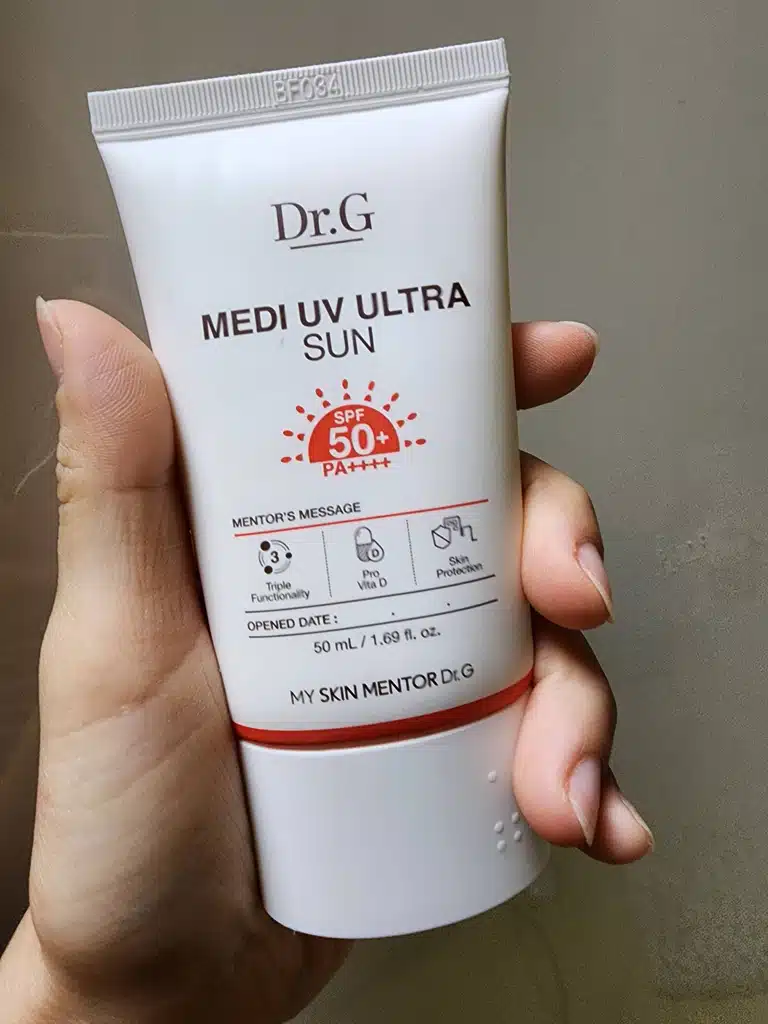 BF034
Dr.G
MEDI UV ULTRA
SUN
SPF
50+
PA++++
MENTOR'S MESSAGE
3
Triple
Functionality
D
Pro
Vita D
Skin
Protection
OPENED DATE : . .
50 mL / 1.69 fl. oz.
MY SKIN MENTOR Dr.G